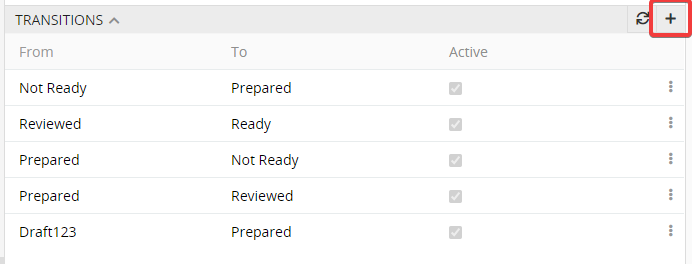 TRANSITIONS
From To Active
Not Ready Prepared
Reviewed Ready
Prepared Not Ready
Prepared Reviewed
Draft123 Prepared